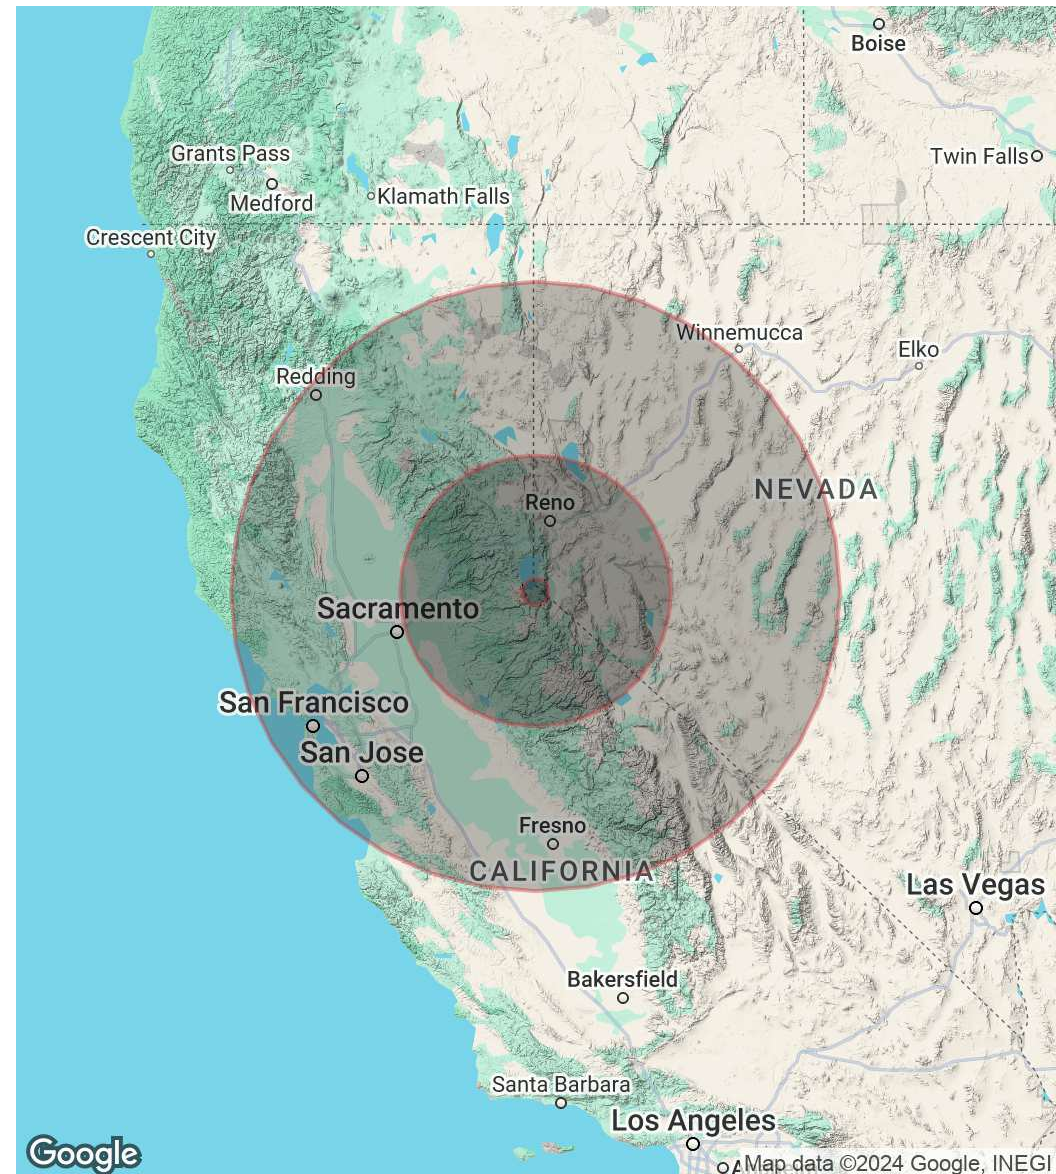 Boise
Grants Pass
Twin Falls
Medford
Klamath Falls
Crescent City
Winnemucca
Elko
Redding
NEVADA
Reno
Sacramento
San Francisco
San Jose
Fresno
CALIFORNIA
Las Vegas
Bakersfield
Santa Barbara
Los Angeles
Google
Map data ©2024 Google, INEGI